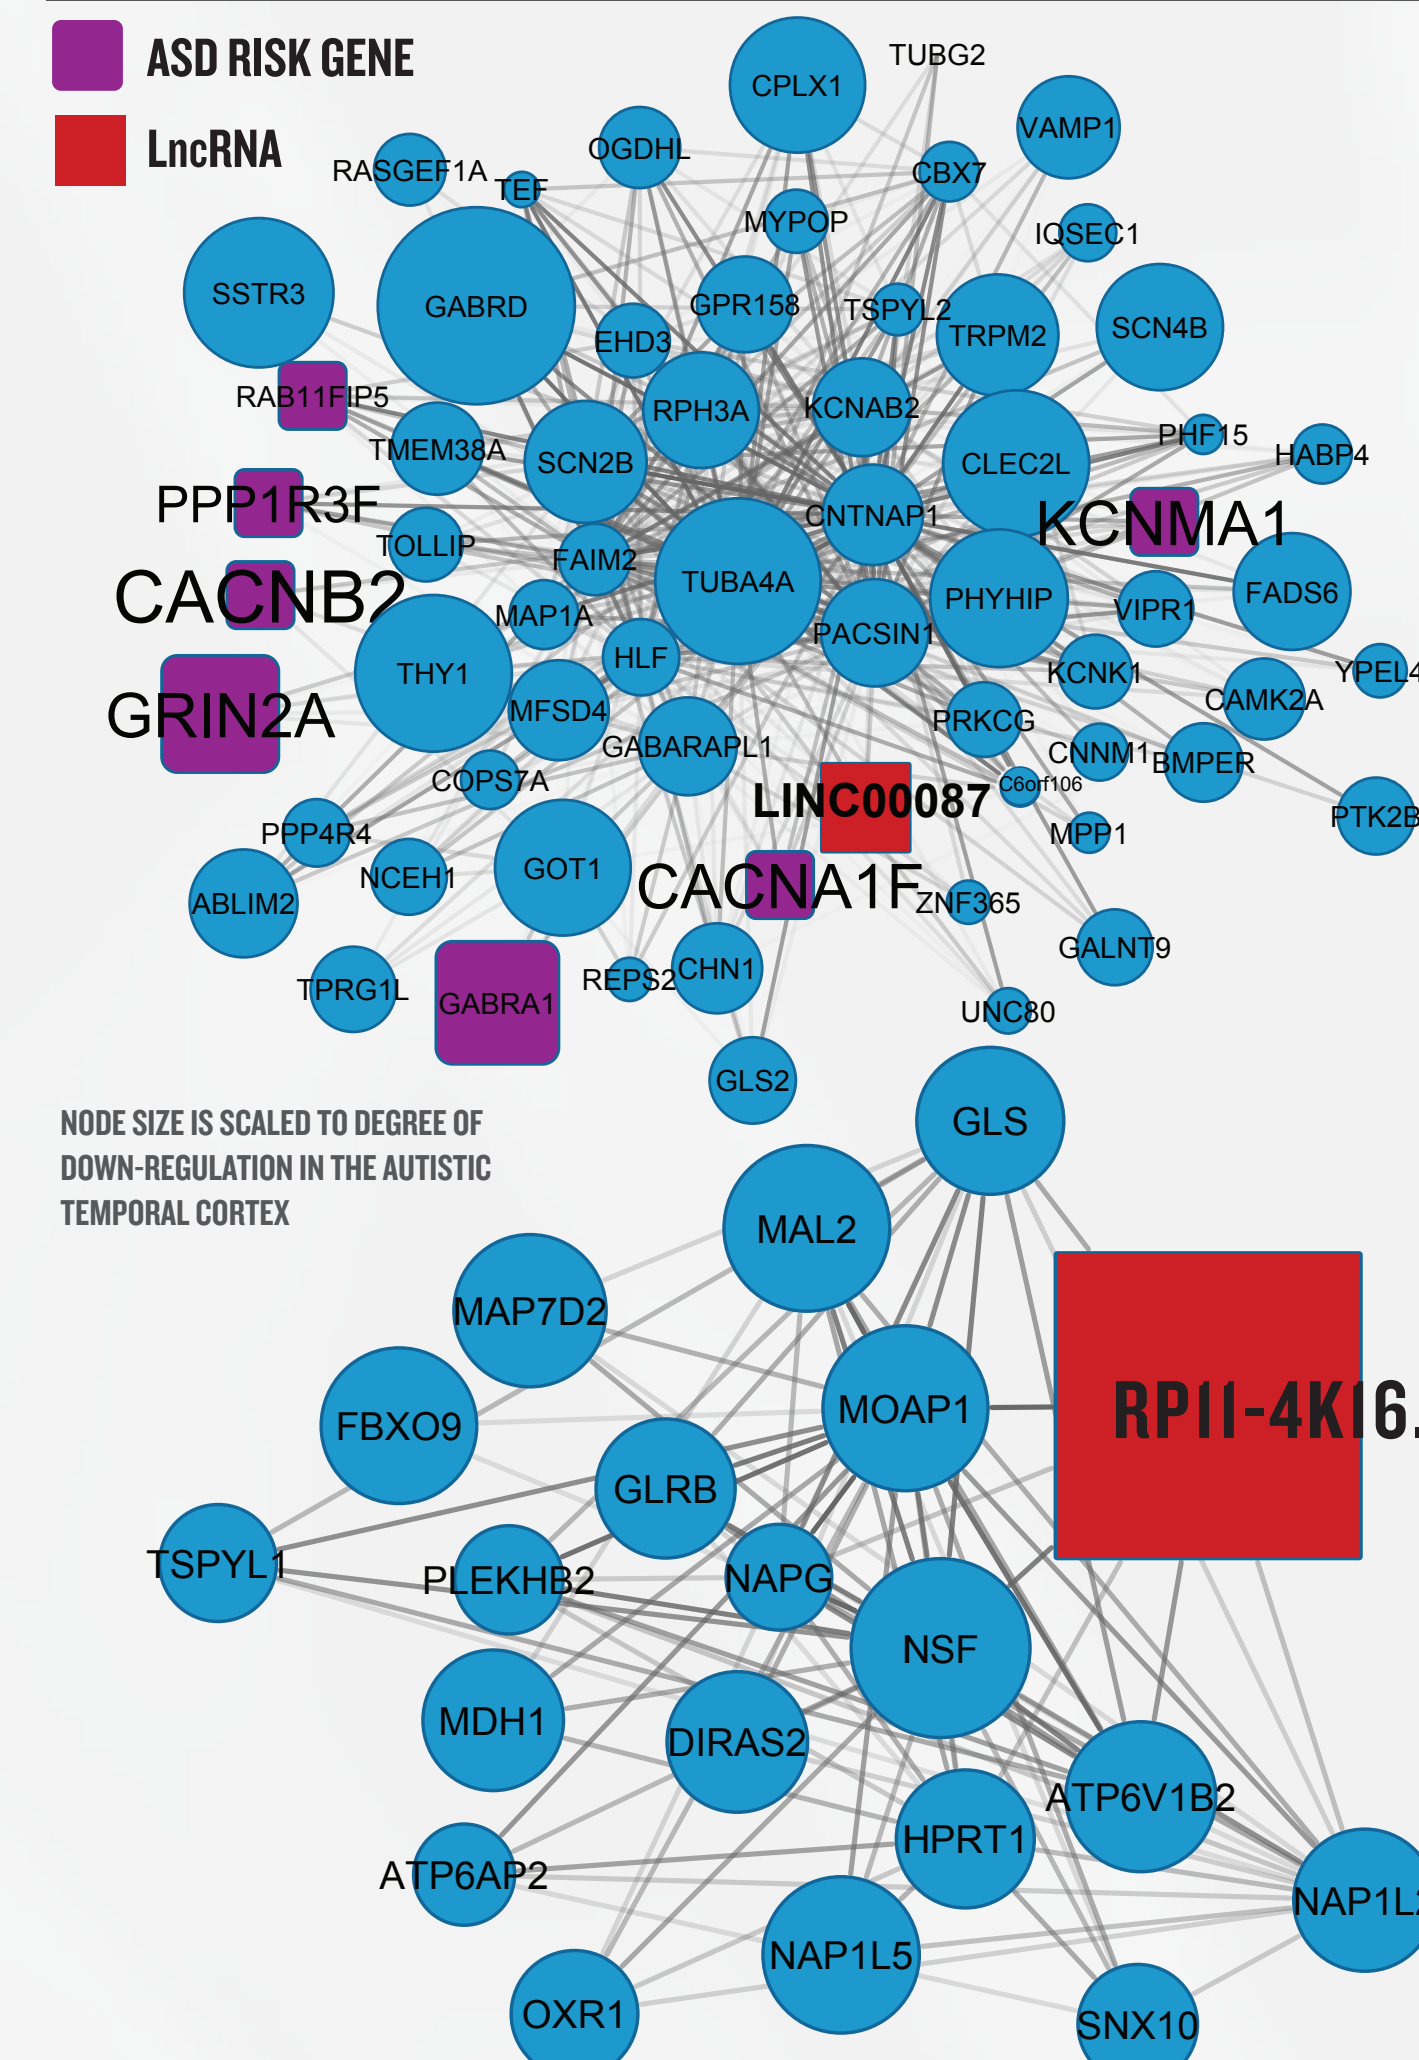 ASD RISK GENE
LncRNA
CPLX1
TUBG2
VAMP1
OGDHL
RASGEF1A
TEF
CBX7
MYPOP
IQSEC1
SSTR3
GABRD
GPR158
TSPYL2
TRPM2
SCN4B
EHD3
RAB11FIP5
RPH3A
KCNAB2
TMEM38A
SCN2B
CLEC2L
PHF15
HABP4
PPP1R3F
CNTNAP1
KCNMA1
TOLLIP
FAIM2
TUBA4A
PHYHIP
FADS6
CACNB2
MAP1A
VIPR1
PACSIN1
HLF
THY1
KCNK1
YPEL4
GRIN2A
MFSD4
CAMK2A
GABARAPL1
PRKCG
CNNM1
BMPER
COPS7A
C6orf106
LINC00087
PTK2B
PPP4R4
MPP1
NCEH1
GOT1
CACNA1F
ABLIM2
ZNF365
GALNT9
TPRG1L
GABRA1
REPS2
CHN1
UNC80
GLS2
NODE SIZE IS SCALED TO DEGREE OF
DOWN-REGULATION IN THE AUTISTIC
TEMPORAL CORTEX
GLS
MAL2
MAP7D2
MOAP1
RP11-4K16.
FBXO9
GLRB
TSPYL1
PLEKHB2
NAPG
NSF
MDH1
DIRAS2
ATP6V1B2
HPRT1
ATP6AP2
NAP1L2
NAP1L5
OXR1
SNX10